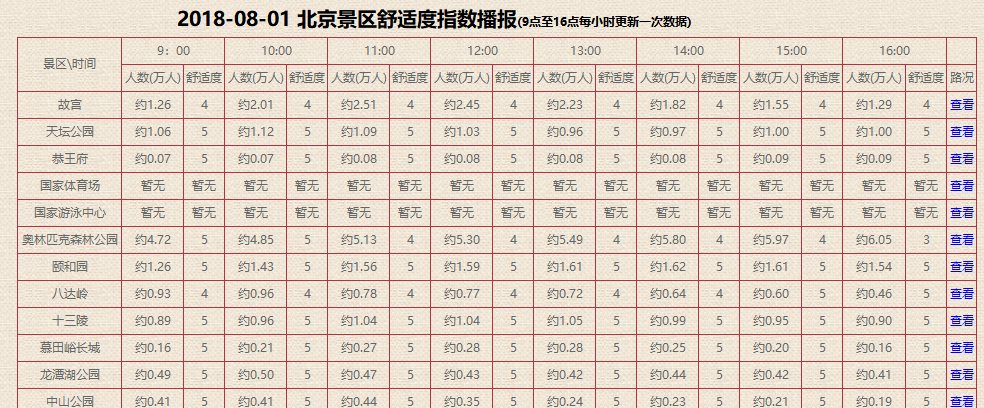 2018-08-01 北京景区舒适度指数播报(9点至16点每小时更新一次数据)
景区\时间 9：00 10:00 11:00 12:00 13:00 14:00 15:00 16:00
人数(万人) 舒适度 人数(万人) 舒适度 人数(万人) 舒适度 人数(万人) 舒适度 人数(万人) 舒适度 人数(万人) 舒适度 人数(万人) 舒适度 人数(万人) 舒适度 路况
故宫 约1.26 4 约2.01 4 约2.51 4 约2.45 4 约2.23 4 约1.82 4 约1.55 4 约1.29 4 查看
天坛公园 约1.06 5 约1.12 5 约1.09 5 约1.03 5 约0.96 5 约0.97 5 约1.00 5 约1.00 5 查看
恭王府 约0.07 5 约0.07 5 约0.08 5 约0.08 5 约0.08 5 约0.08 5 约0.09 5 约0.09 5 查看
国家体育场 暂无 暂无 暂无 暂无 暂无 暂无 暂无 暂无 暂无 暂无 暂无 暂无 暂无 暂无 暂无 暂无 查看
国家游泳中心 暂无 暂无 暂无 暂无 暂无 暂无 暂无 暂无 暂无 暂无 暂无 暂无 暂无 暂无 暂无 暂无 查看
奥林匹克森林公园 约4.72 5 约4.85 5 约5.13 4 约5.30 4 约5.49 4 约5.80 4 约5.97 4 约6.05 3 查看
颐和园 约1.26 5 约1.43 5 约1.56 5 约1.59 5 约1.61 5 约1.62 5 约1.61 5 约1.54 5 查看
八达岭 约0.93 4 约0.96 4 约0.78 4 约0.77 4 约0.72 4 约0.64 4 约0.60 5 约0.46 5 查看
十三陵 约0.89 5 约0.96 5 约1.04 5 约1.04 5 约1.05 5 约0.99 5 约0.95 5 约0.90 5 查看
慕田峪长城 约0.16 5 约0.21 5 约0.27 5 约0.28 5 约0.28 5 约0.25 5 约0.20 5 约0.16 5 查看
龙潭湖公园 约0.49 5 约0.50 5 约0.47 5 约0.43 5 约0.42 5 约0.44 5 约0.42 5 约0.41 5 查看
中山公园 约0.41 5 约0.41 5 约0.44 5 约0.35 5 约0.24 5 约0.23 5 约0.21 5 约0.19 5 查看